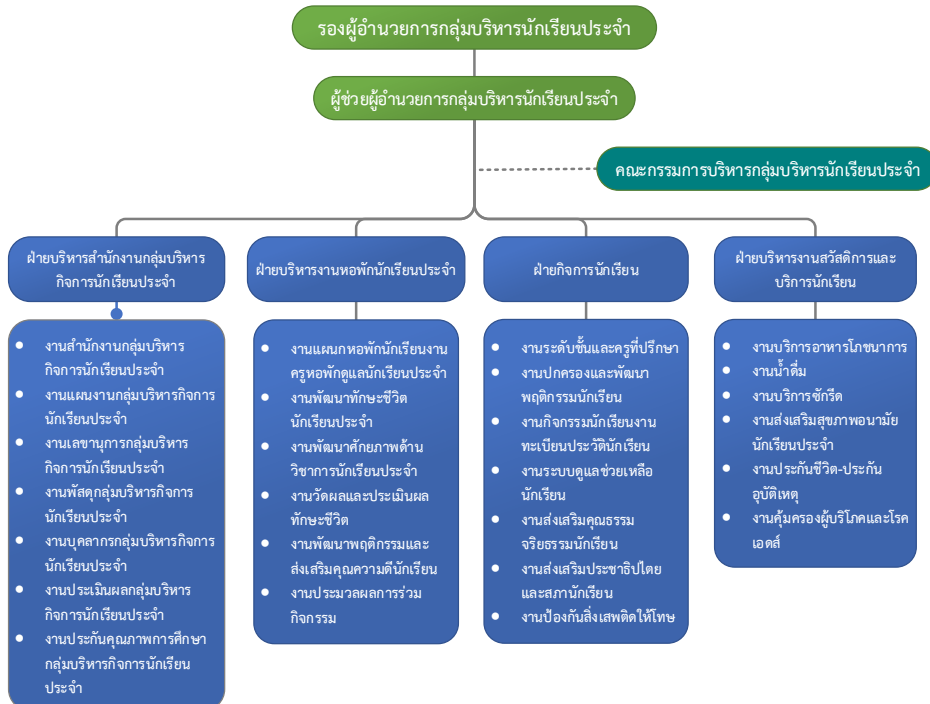 รองผู้อำนวยการกลุ่มบริหารนักเรียนประจำ
ผู้ช่วยผู้อำนวยการกลุ่มบริหารนักเรียนประจำ
คณะกรรมการบริหารกลุ่มบริหารนักเรียนประจำ
ฝ่ายบริหารสำนักงานกลุ่มบริหาร
กิจการนักเรียนประจำ
งานสำนักงานกลุ่มบริหาร
กิจการนักเรียนประจำ
งานแผนงานกลุ่มบริหารกิจการ
นักเรียนประจำ
งานเลขานุการกลุ่มบริหาร
กิจการนักเรียนประจำ
งานพัสดุกลุ่มบริหารกิจการ
นักเรียนประจำ
งานบุคลากรกลุ่มบริหารกิจการ
นักเรียนประจำ
งานประเมินผลกลุ่มบริหาร
กิจการนักเรียนประจำ
งานประกันคุณภาพการศึกษา
กลุ่มบริหารกิจการนักเรียน
ประจำ
ฝ่ายบริหารงานหอพักนักเรียนประจำ
งานแผนกหอพักนักเรียนงาน
ครูหอพักดูแลนักเรียนประจำ
งานพัฒนาทักษะชีวิต
นักเรียนประจำ
งานพัฒนาศักยภาพด้าน
วิชาการนักเรียนประจำ
งานวัดผลและประเมินผล
ทักษะชีวิต
งานพัฒนาพฤติกรรมและ
ส่งเสริมคุณความดีนักเรียน
งานประมวลผลการร่วม
กิจกรรม
ฝ่ายกิจการนักเรียน
งานระดับชั้นและครูที่ปรึกษา
งานปกครองและพัฒนา
พฤติกรรมนักเรียน
งานกิจกรรมนักเรียนงาน
ทะเบียนประวัตินักเรียน
งานระบบดูแลช่วยเหลือ
นักเรียน
งานส่งเสริมคุณธรรม
จริยธรรมนักเรียน
งานส่งเสริมประชาธิปไตย
และสภานักเรียน
งานป้องกันสิ่งเสพติดให้โทษ
ฝ่ายบริหารงานสวัสดิการและ
บริการนักเรียน
งานบริการอาหารโภชนาการ
งานน้ำดื่ม
งานบริการซักรีด
งานส่งเสริมสุขภาพอนามัย
นักเรียนประจำ
งานประกันชีวิต-ประกัน
อุบัติเหตุ
งานคุ้มครองผู้บริโภคและโรค
เอดส์